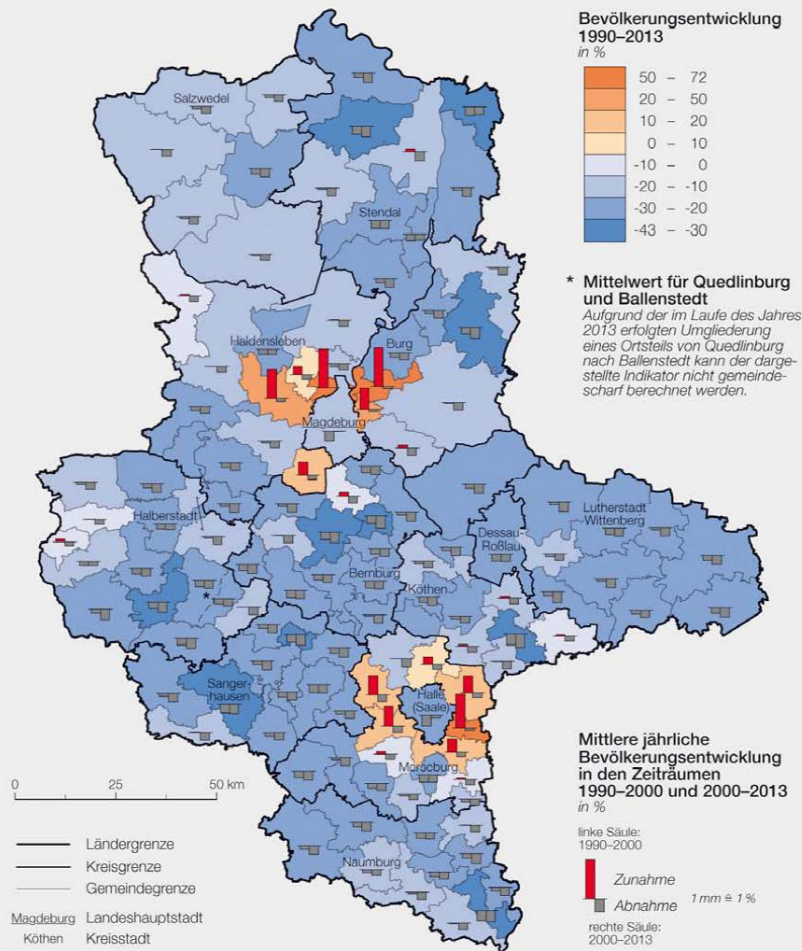 Bevölkerungsentwicklung
1990–2013
in %
50 – 72
20 – 50
10 – 20
0 – 10
-10 – 0
-20 – -10
-30 – -20
-43 – -30
* Mittelwert für Quedlinburg
und Ballenstedt
Aufgrund der im Laufe des Jahres
2013 erfolgten Umgliederung
eines Ortsteils von Quedlinburg
nach Ballenstedt kann der darge-
stellte Indikator nicht gemeinde-
scharf berechnet werden.
Salzwedel
Stendal
Haldensleben
Burg
Magdeburg
Halberstadt
*
Lutherstadt
Wittenberg
Dessau-
Roßlau
Bernburg
Köthen
Sanger-
hausen
Halle
(Saale)
Merseburg
Naumburg
0 25 50 km
Ländergrenze
Kreisgrenze
Gemeindegrenze
Magdeburg Landeshauptstadt
Köthen Kreisstadt
Mittlere jährliche
Bevölkerungsentwicklung
in den Zeiträumen
1990–2000 und 2000–2013
in %
linke Säule:
1990–2000
Zunahme
Abnahme
1 mm ≙ 1 %
rechte Säule:
2000–2013